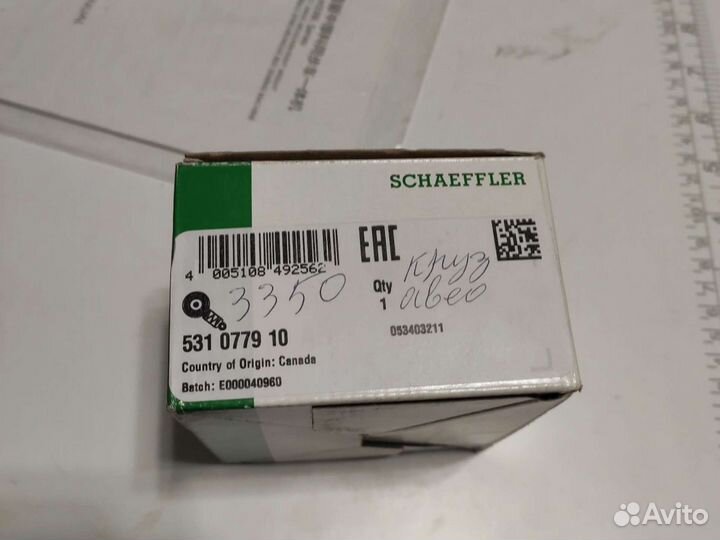 SCHAEFFLER
4 005108 492562
EAC
3350
Qty
1
круз
авео
053403211
531 0779 10
Country of Origin: Canada
Batch: E000040960
Avito